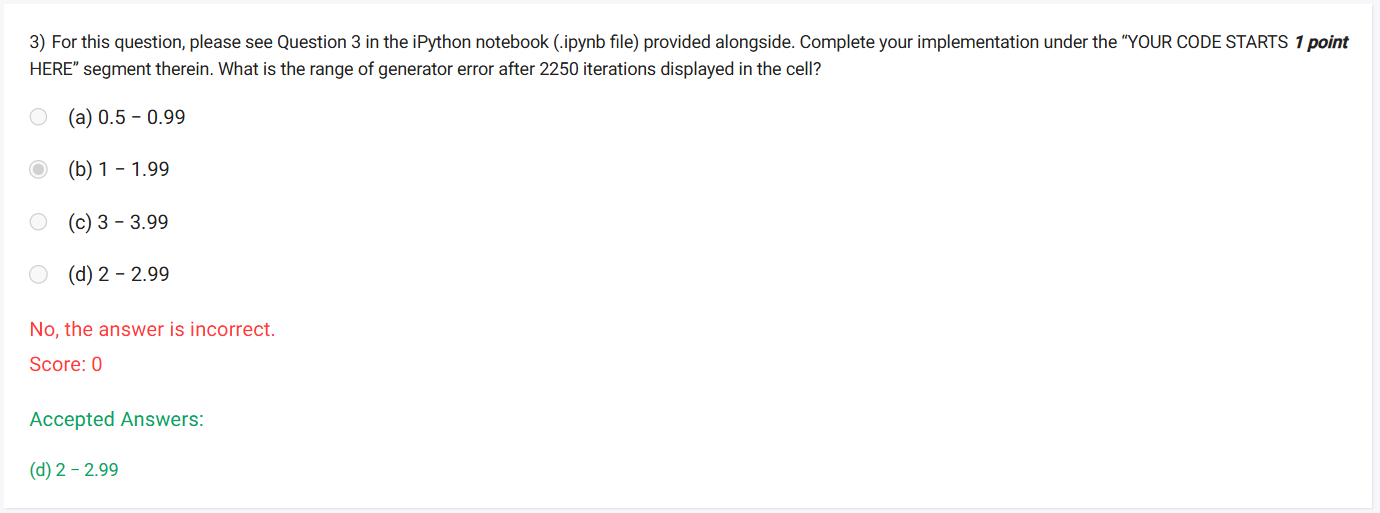 3) For this question, please see Question 3 in the iPython notebook (.ipynb file) provided alongside. Complete your implementation under the “YOUR CODE STARTS 1 point
HERE” segment therein. What is the range of generator error after 2250 iterations displayed in the cell?
(a) 0.5 − 0.99
(b) 1 − 1.99
(c) 3 − 3.99
(d) 2 − 2.99
No, the answer is incorrect.
Score: 0
Accepted Answers:
(d) 2 − 2.99